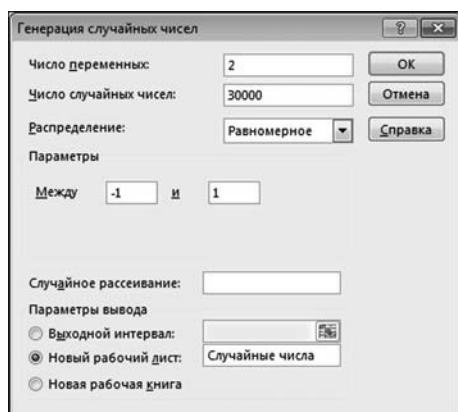 Генерация случайных чисел
Число переменных: 2 ОК
Число случайных чисел: 30000 Отмена
Распределение: Равномерное Справка
Параметры
Между -1 и 1
Случайное рассеивание:
Параметры вывода
Выходной интервал:
Новый рабочий лист: Случайные числа
Новая рабочая книга